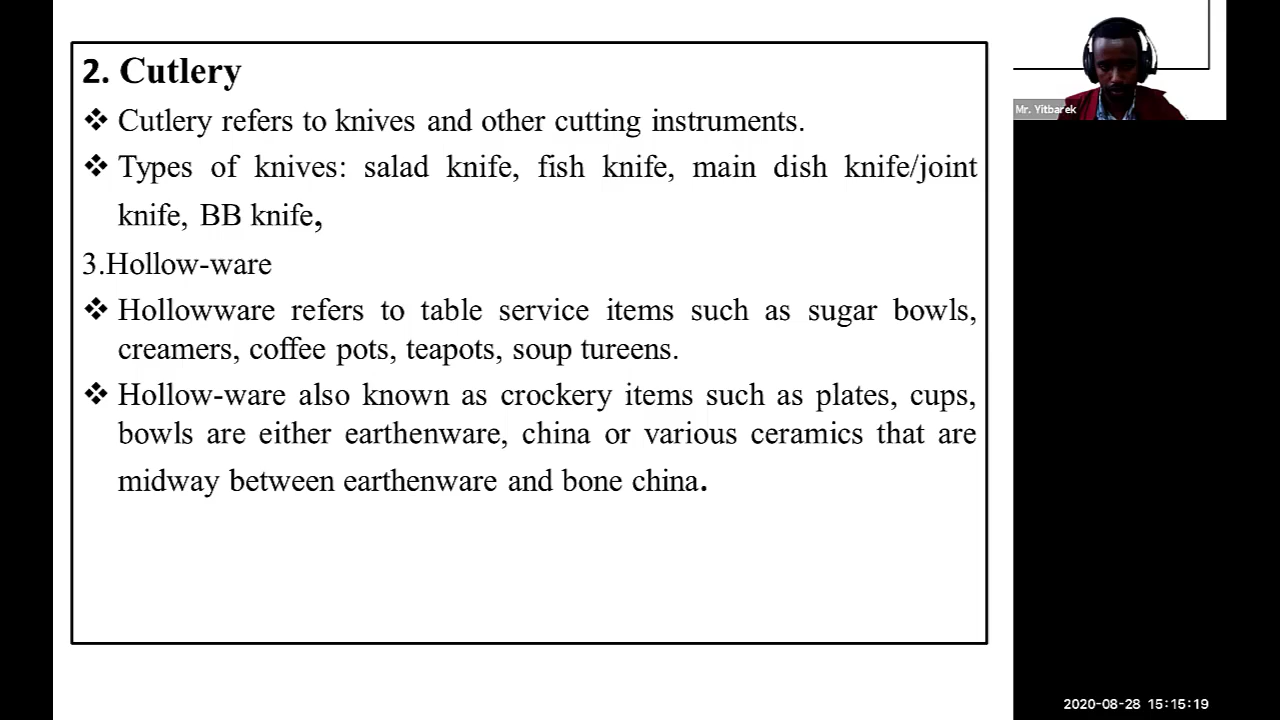 2. Cutlery
❖ Cutlery refers to knives and other cutting instruments.
❖ Types of knives: salad knife, fish knife, main dish knife/joint
knife, BB knife,
3.Hollow-ware
❖ Hollowware refers to table service items such as sugar bowls,
creamers, coffee pots, teapots, soup tureens.
❖ Hollow-ware also known as crockery items such as plates, cups,
bowls are either earthenware, china or various ceramics that are
midway between earthenware and bone china.
Mr. Yitbarek
2020-08-28 15:15:19